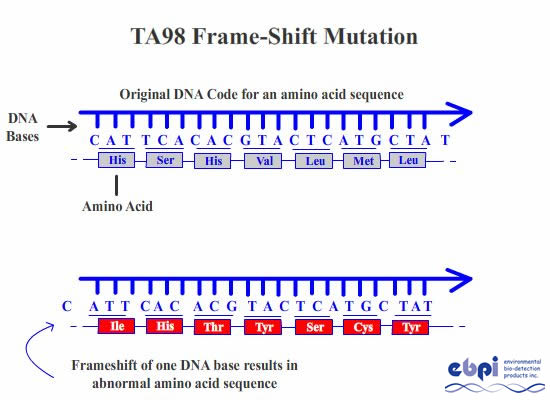 TA98 Frame-Shift Mutation
Original DNA Code for an amino acid sequence
DNA
Bases
C A T T C A C A C G T A C T C A T G C T A T
His Ser His Val Leu Met Leu
Amino Acid
C A T T C A C A C G T A C T C A T G C T A T
Ile His Thr Tyr Ser Cys Tyr
Frameshift of one DNA base results in
abnormal amino acid sequence
ebpi
environmental
bio-detection
products inc.